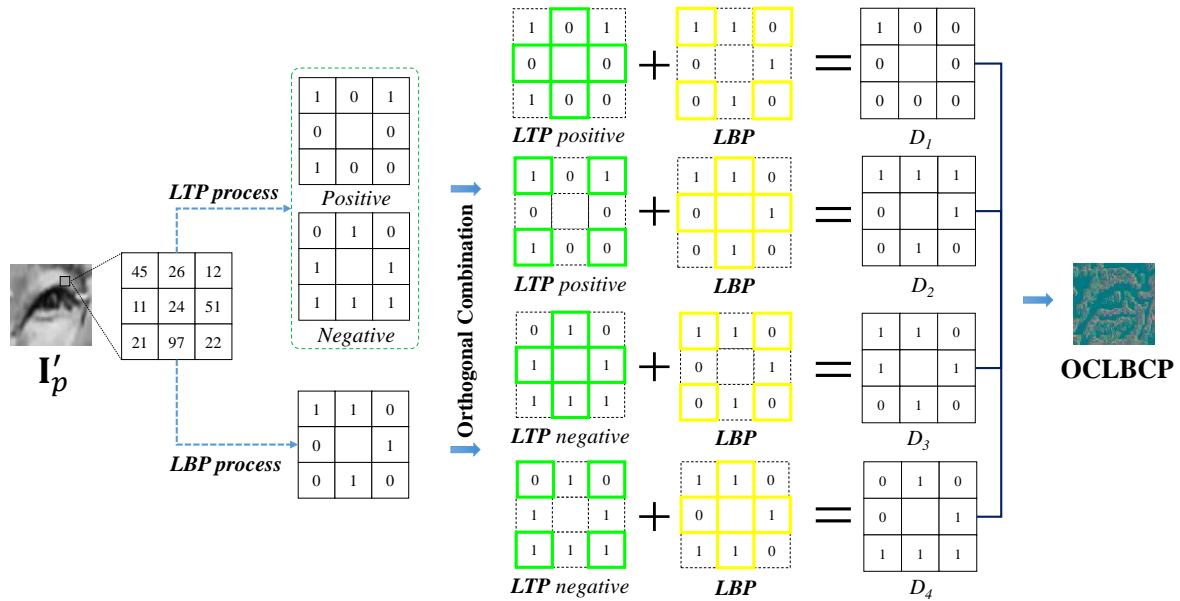 I′p
45 26 12
11 24 51
21 97 22
LTP process
LBP process
1 0 1
0 0
1 0 0
Positive
0 1 0
1 1
1 1 1
Negative
1 1 0
0 1
0 1 0
Orthogonal Combination
1 0 1
0 0
1 0 0
LTP positive
+
1 1 0
0 1
0 1 0
LBP
=
1 0 0
0 0
0 0 0
D1
1 0 1
0 0
1 0 0
LTP positive
+
1 1 0
0 1
0 1 0
LBP
=
1 1 1
0 1
0 1 0
D2
0 1 0
1 1
1 1 1
LTP negative
+
1 1 0
0 1
0 1 0
LBP
=
1 1 0
1 1
0 1 0
D3
0 1 0
1 1
1 1 1
LTP negative
+
1 1 0
0 1
1 1 0
LBP
=
0 1 0
0 1
1 1 1
D4
OCLBCP